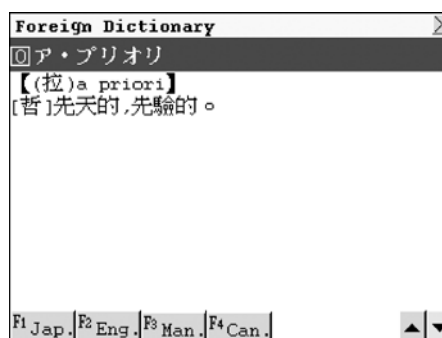 Foreign Dictionary
0 ア・プリオリ
【(拉)a priori】
[哲]先天的,先驗的。
F1 Jap. F2 Eng. F3 Man. F4 Can.